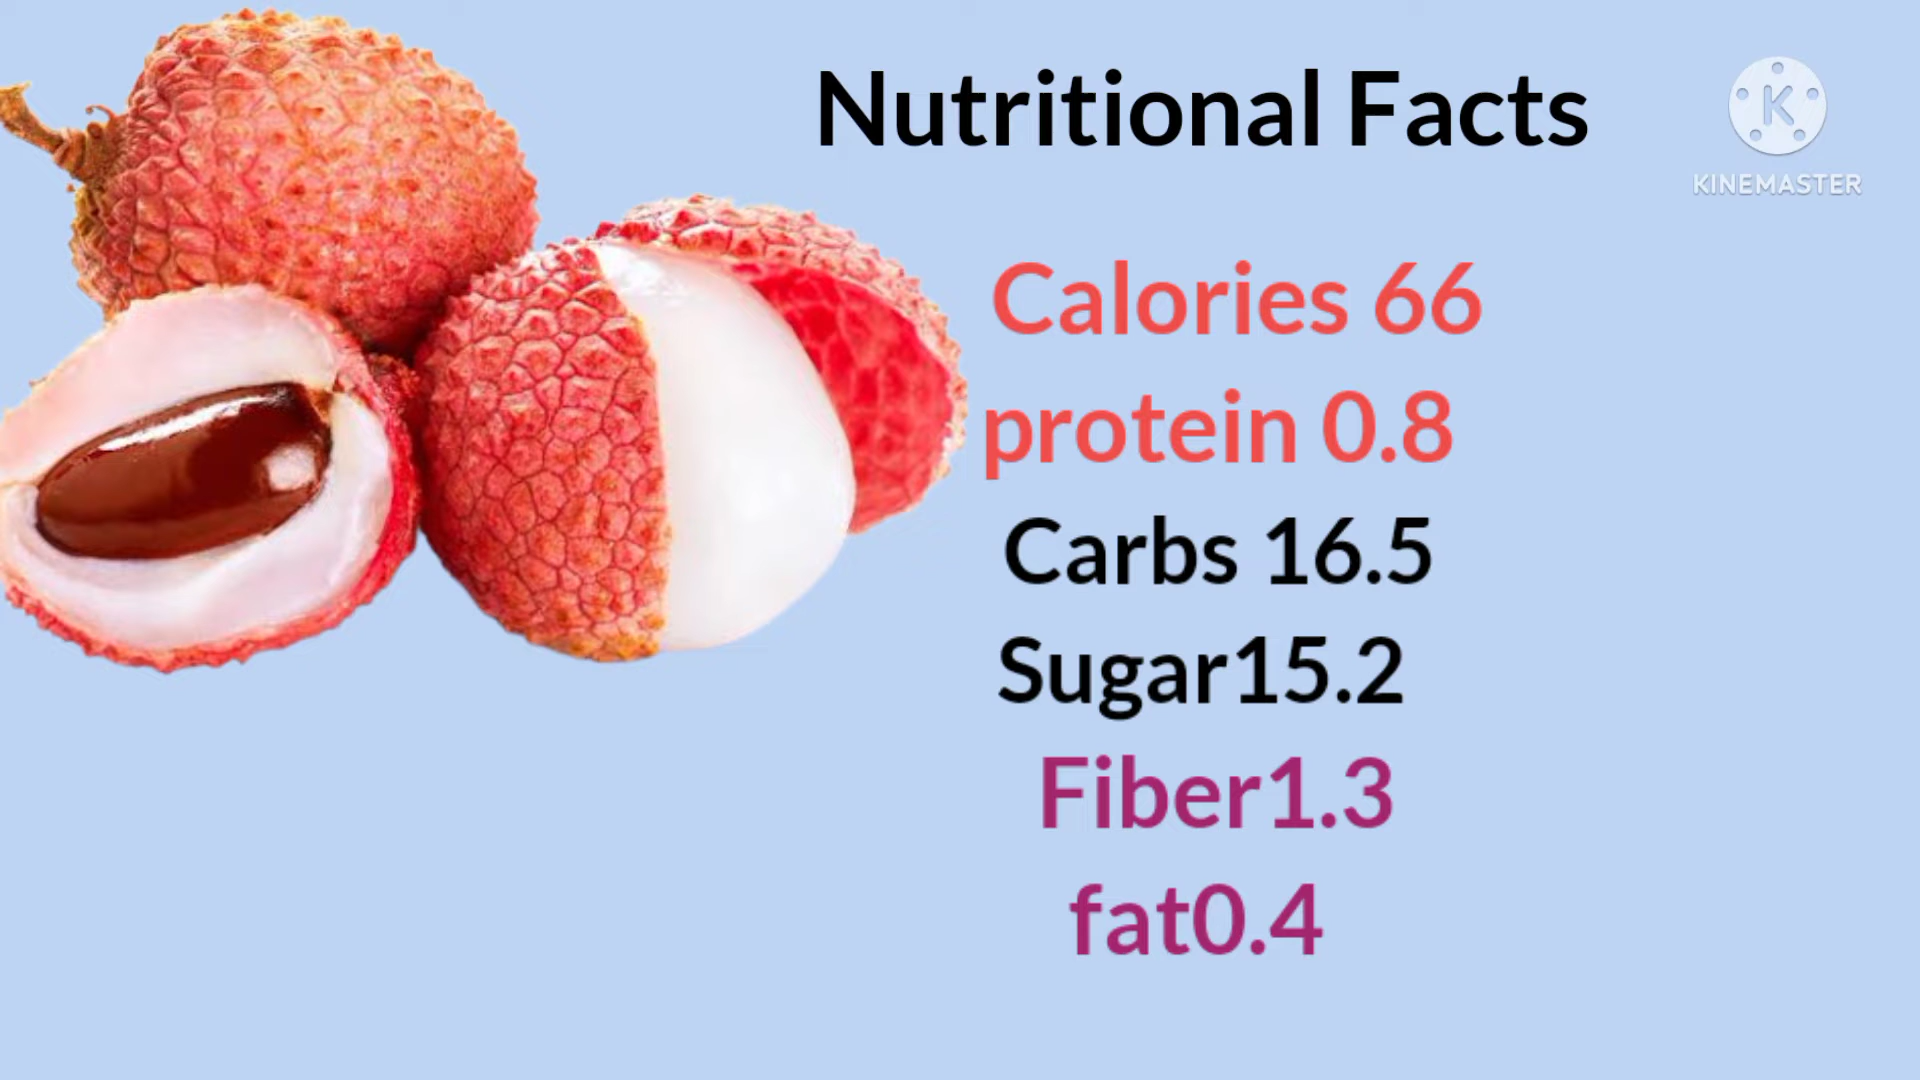 Nutritional Facts
K
KINEMASTER
Calories 66
protein 0.8
Carbs 16.5
Sugar15.2
Fiber1.3
fat0.4